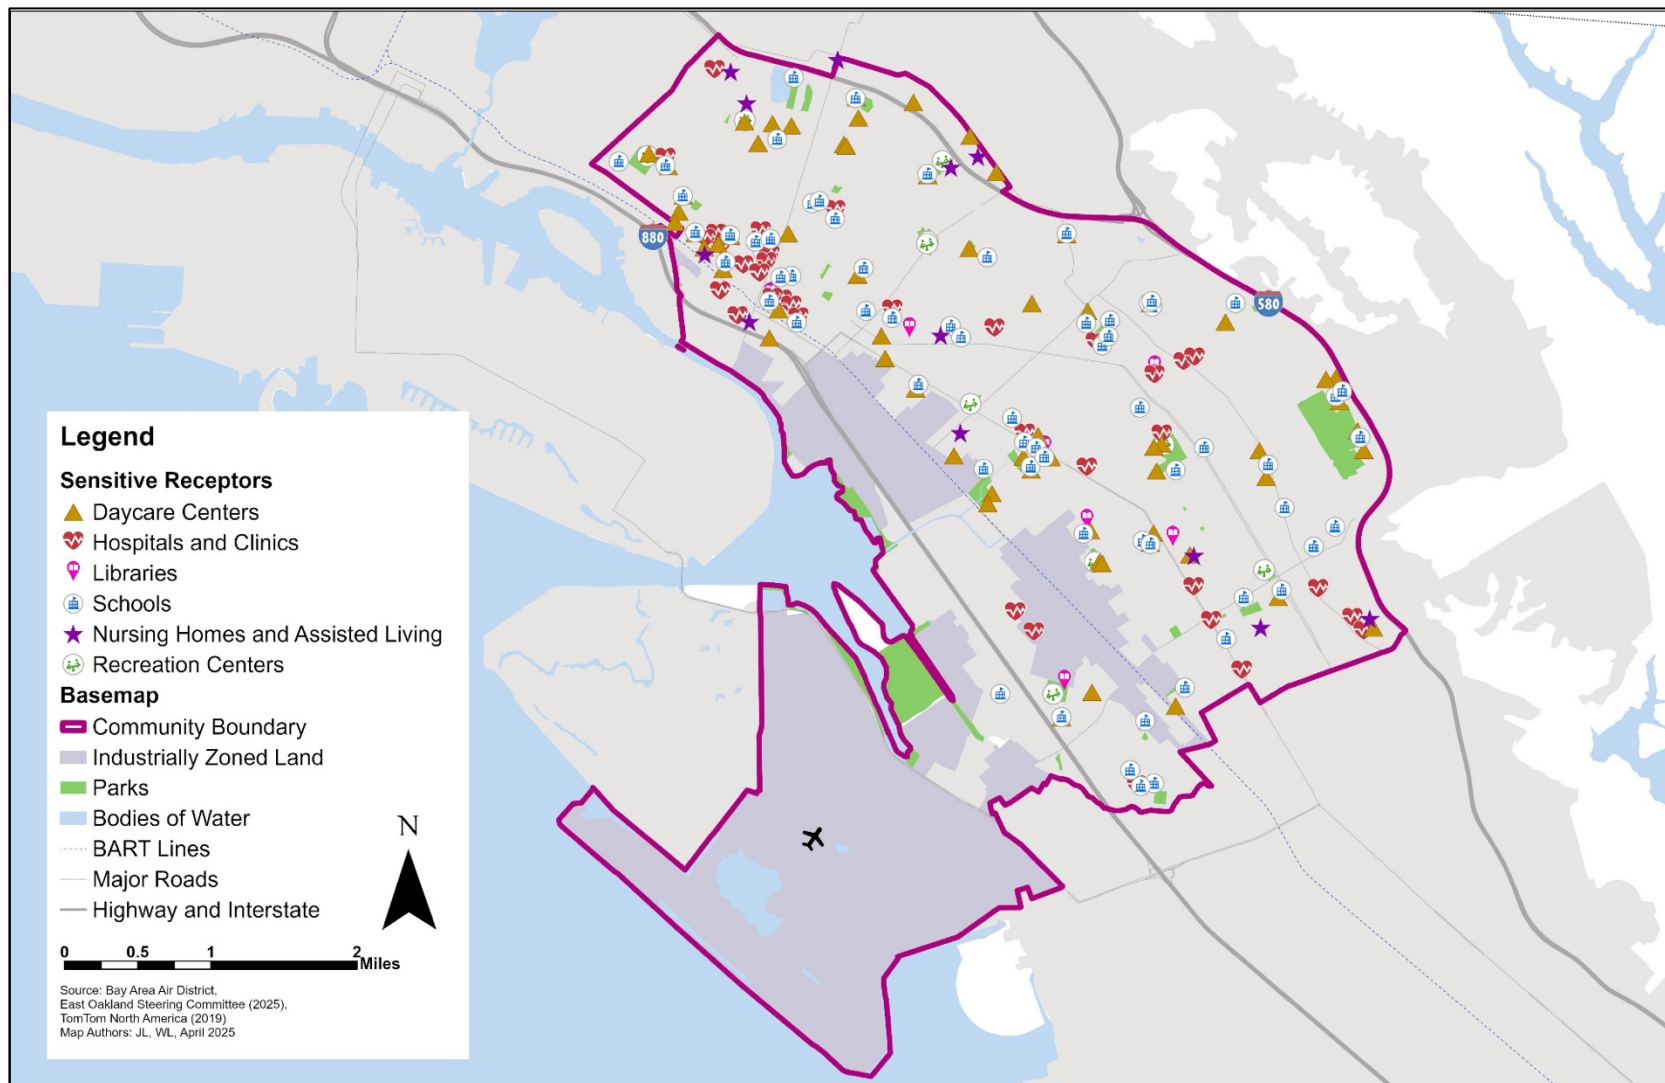 880
580
Legend
Sensitive Receptors
Daycare Centers
Hospitals and Clinics
Libraries
Schools
Nursing Homes and Assisted Living
Recreation Centers
Basemap
Community Boundary
Industrially Zoned Land
Parks
Bodies of Water
BART Lines
Major Roads
Highway and Interstate
N
0 0.5 1 2
Miles
Source: Bay Area Air District,
East Oakland Steering Committee (2025),
TomTom North America (2019)
Map Authors: JL, WL, April 2025